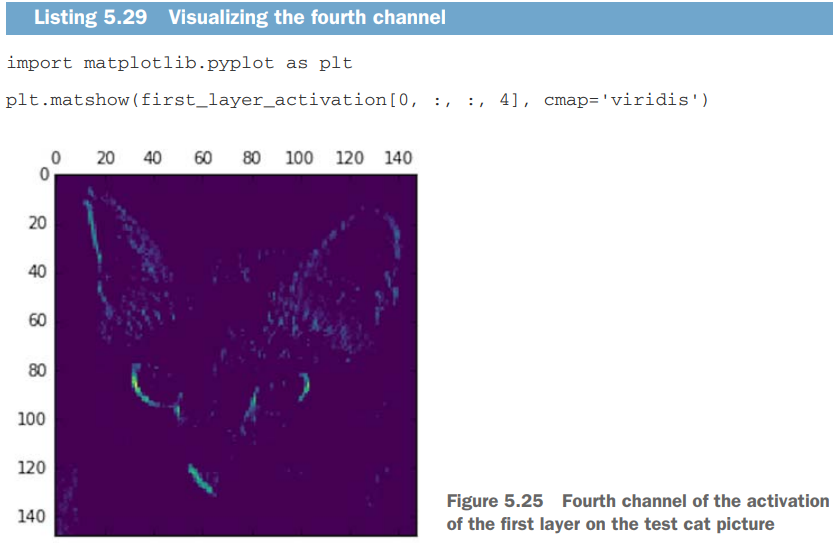 Listing 5.29 Visualizing the fourth channel
import matplotlib.pyplot as plt
plt.matshow(first_layer_activation[0, :, :, 4], cmap='viridis')
0 20 40 60 80 100 120 140
0
20
40
60
80
100
120
140
Figure 5.25 Fourth channel of the activation
of the first layer on the test cat picture